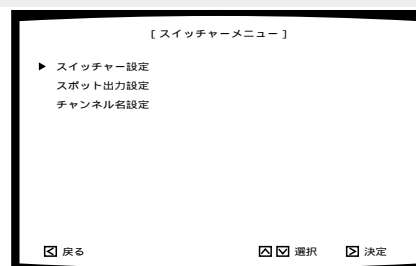 [スイッチャーメニュー]
▶ スイッチャー設定
スポット出力設定
チャンネル名設定
戻る 選択 決定